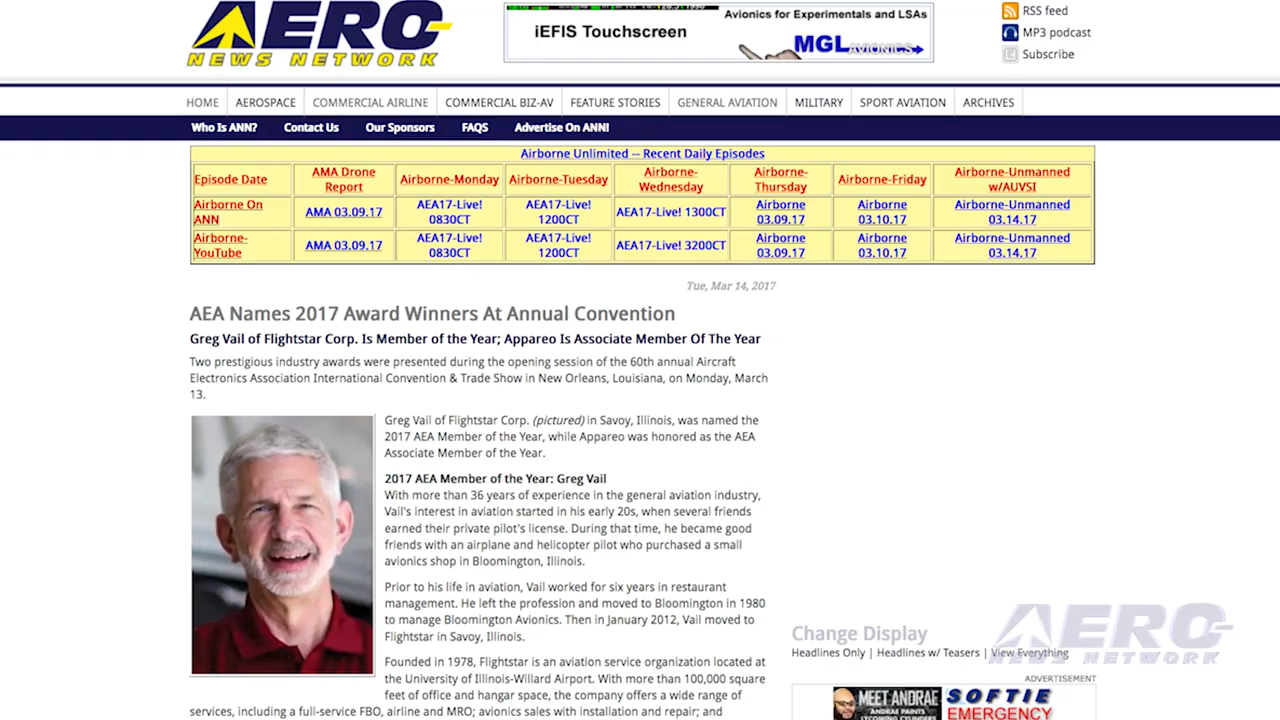 AERO
NEWS NETWORK
iEFIS Touchscreen
Avionics for Experimentals and LSAs
MGL AVIONICS
RSS feed
MP3 podcast
Subscribe
HOME AEROSPACE COMMERCIAL AIRLINE COMMERCIAL BIZ-AV FEATURE STORIES GENERAL AVIATION MILITARY SPORT AVIATION ARCHIVES
Who Is ANN? Contact Us Our Sponsors FAQS Advertise On ANN!
Airborne Unlimited -- Recent Daily Episodes
Episode Date AMA Drone Report Airborne-Monday Airborne-Tuesday Airborne-Wednesday Airborne-Thursday Airborne-Friday Airborne-Unmanned w/AUVSI
Airborne On ANN AMA 03.09.17 AEA17-Live! 0830CT AEA17-Live! 1200CT AEA17-Live! 1300CT Airborne 03.09.17 Airborne 03.10.17 Airborne-Unmanned 03.14.17
Airborne-YouTube AMA 03.09.17 AEA17-Live! 0830CT AEA17-Live! 1200CT AEA17-Live! 3200CT Airborne 03.09.17 Airborne 03.10.17 Airborne-Unmanned 03.14.17
Tue, Mar 14, 2017
AEA Names 2017 Award Winners At Annual Convention
Greg Vail of Flightstar Corp. Is Member of the Year; Appareo Is Associate Member Of The Year
Two prestigious industry awards were presented during the opening session of the 60th annual Aircraft
Electronics Association International Convention & Trade Show in New Orleans, Louisiana, on Monday, March
13.
Greg Vail of Flightstar Corp. (pictured) in Savoy, Illinois, was named the
2017 AEA Member of the Year, while Appareo was honored as the AEA
Associate Member of the Year.
2017 AEA Member of the Year: Greg Vail
With more than 36 years of experience in the general aviation industry,
Vail's interest in aviation started in his early 20s, when several friends
earned their private pilot's license. During that time, he became good
friends with an airplane and helicopter pilot who purchased a small
avionics shop in Bloomington, Illinois.
Prior to his life in aviation, Vail worked for six years in restaurant
management. He left the profession and moved to Bloomington in 1980
to manage Bloomington Avionics. Then in January 2012, Vail moved to
Flightstar in Savoy, Illinois.
Founded in 1978, Flightstar is an aviation service organization located at
the University of Illinois-Willard Airport. With more than 100,000 square
feet of office and hangar space, the company offers a wide range of
services, including a full-service FBO, airline and MRO; avionics sales with installation and repair; and
Change Display
Headlines Only | Headlines w/ Teasers | View Everything
AERO
NEWS NETWORK
ADVERTISEMENT
MEET ANDRAE
ANDRAE PAINTS
LYCOMING CYLINDERS
SOFTIE
EMERGENCY